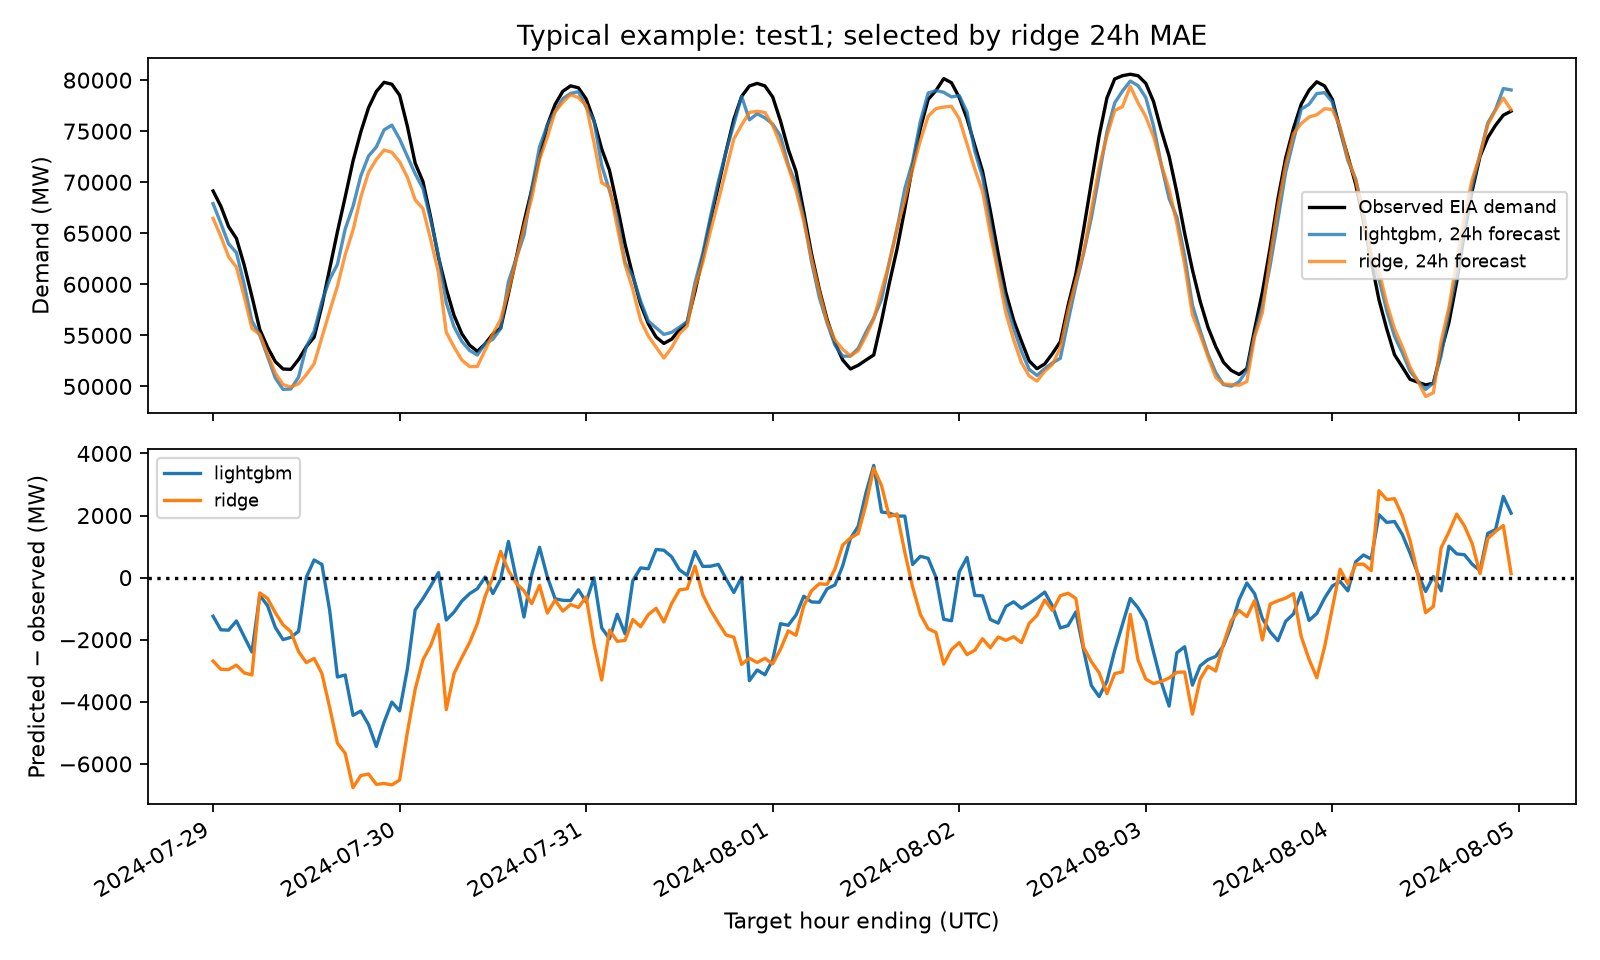 Typical example: test1; selected by ridge 24h MAE
Demand (MW)
80000
75000
70000
65000
60000
55000
50000
Observed EIA demand
lightgbm, 24h forecast
ridge, 24h forecast
Predicted − observed (MW)
4000
2000
0
−2000
−4000
−6000
lightgbm
ridge
2024-07-29
2024-07-30
2024-07-31
2024-08-01
2024-08-02
2024-08-03
2024-08-04
2024-08-05
Target hour ending (UTC)